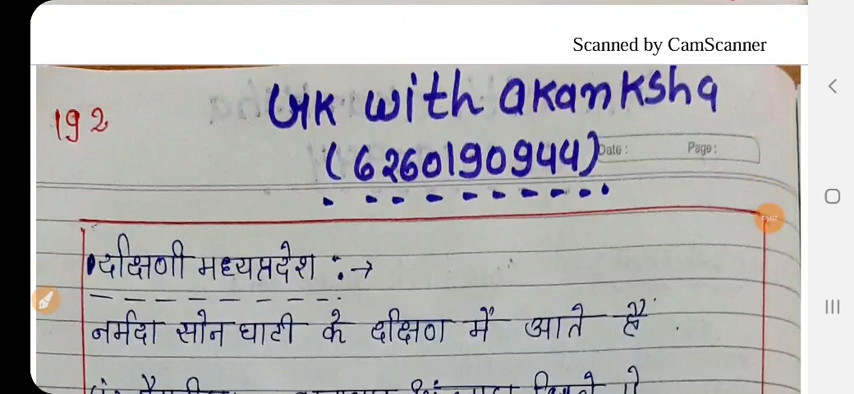 Scanned by CamScanner
192
GK with akanksha
(6260190944)
Date : Page :
दक्षिणी मध्यप्रदेश :→
नर्मदा सोन घाटी के दक्षिण में आते हैं.